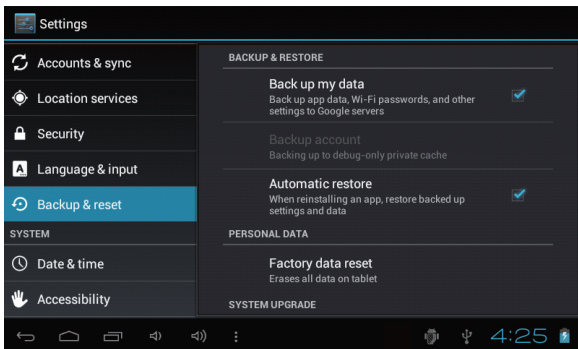 Settings
Accounts & sync
Location services
Security
A
Language & input
Backup & reset
SYSTEM
Date & time
Accessibility
BACKUP & RESTORE
Back up my data
Back up app data, Wi-Fi passwords, and other
settings to Google servers
Backup account
Backing up to debug-only private cache
Automatic restore
When reinstalling an app, restore backed up
settings and data
PERSONAL DATA
Factory data reset
Erases all data on tablet
SYSTEM UPGRADE
4:25